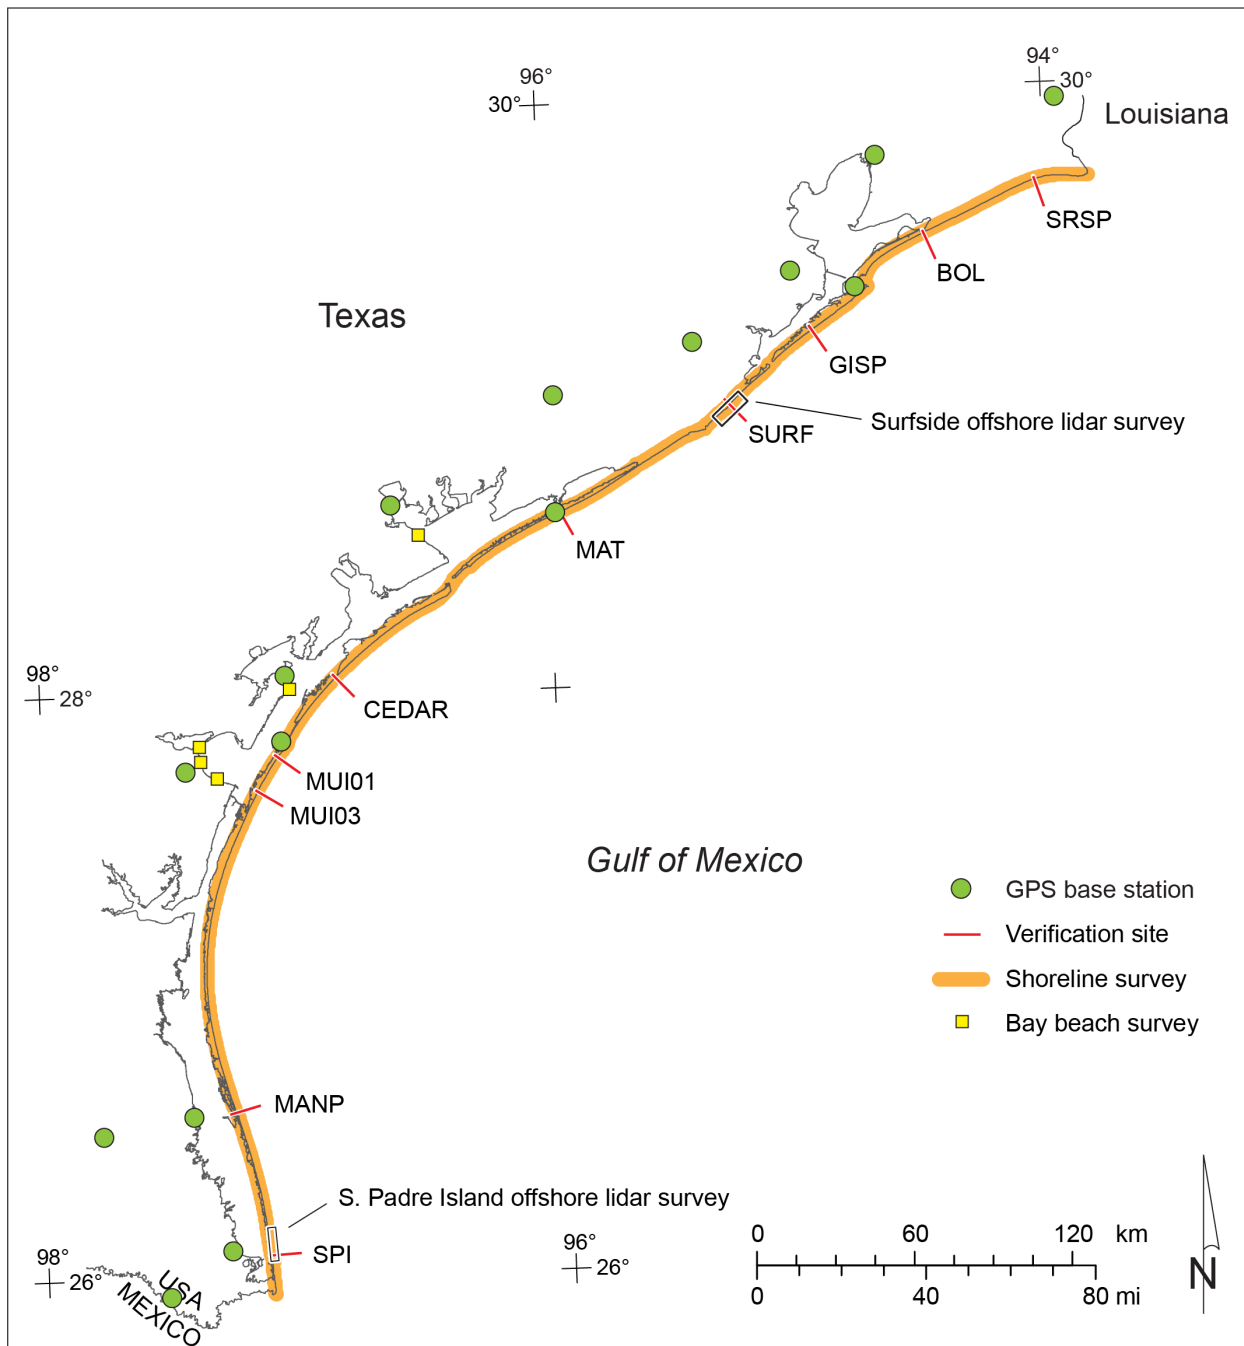 94°
96°
30°
30°
Louisiana
SRSP
BOL
Texas
GISP
Surfside offshore lidar survey
SURF
MAT
98°
28°
CEDAR
MUI01
MUI03
Gulf of Mexico
GPS base station
Verification site
Shoreline survey
Bay beach survey
MANP
S. Padre Island offshore lidar survey
SPI
0 60 120 km
0 40 80 mi
96°
26°
98°
26°
USA
MEXICO
N